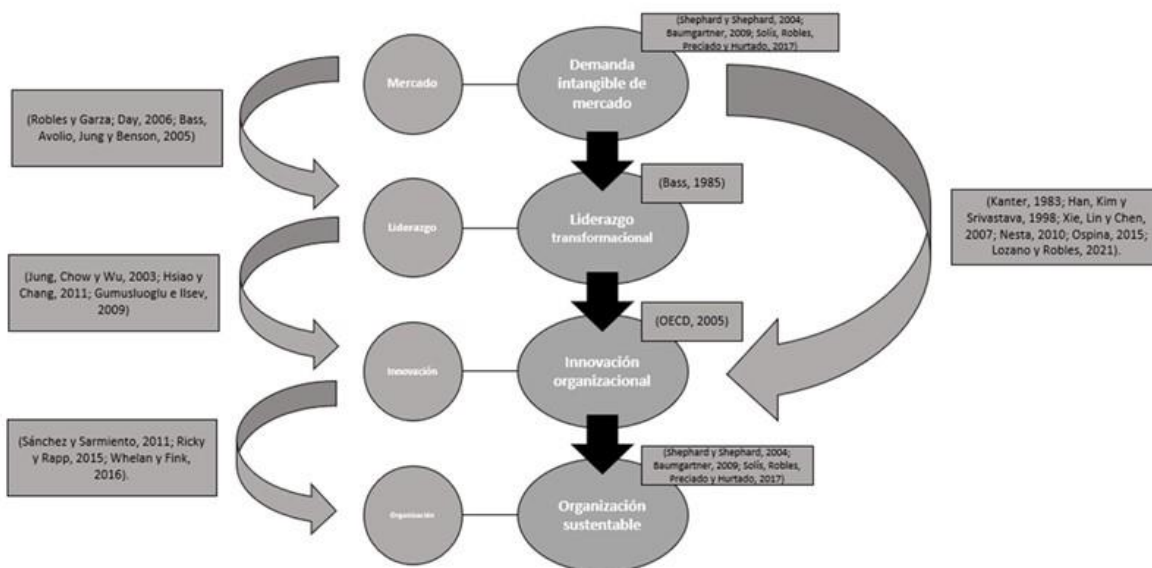 (Shephard y Shephard, 2004;
Baumgartner, 2009; Solís, Robles,
Preciado y Hurtado, 2017)
Mercado
Demanda
intangible de
mercado
(Robles y Garza; Day, 2006; Bass,
Avolio, Jung y Benson, 2005)
(Bass, 1985)
Liderazgo
Liderazgo
transformacional
(Kanter, 1983; Han, Kim y
Srivastava, 1998; Xie, Lin y Chen,
2007; Nesta, 2010; Ospina, 2015;
Lozano y Robles, 2021).
(Jung, Chow y Wu, 2003; Hsiao y
Chang, 2011; Gumusluoglu e Ilsev,
2009)
(OECD, 2005)
Innovación
Innovación
organizacional
(Sánchez y Sarmiento, 2011; Ricky
y Rapp, 2015; Whelan y Fink,
2016).
(Shephard y Shephard, 2004;
Baumgartner, 2009; Solís, Robles,
Preciado y Hurtado, 2017)
Organización
Organización
sustentable